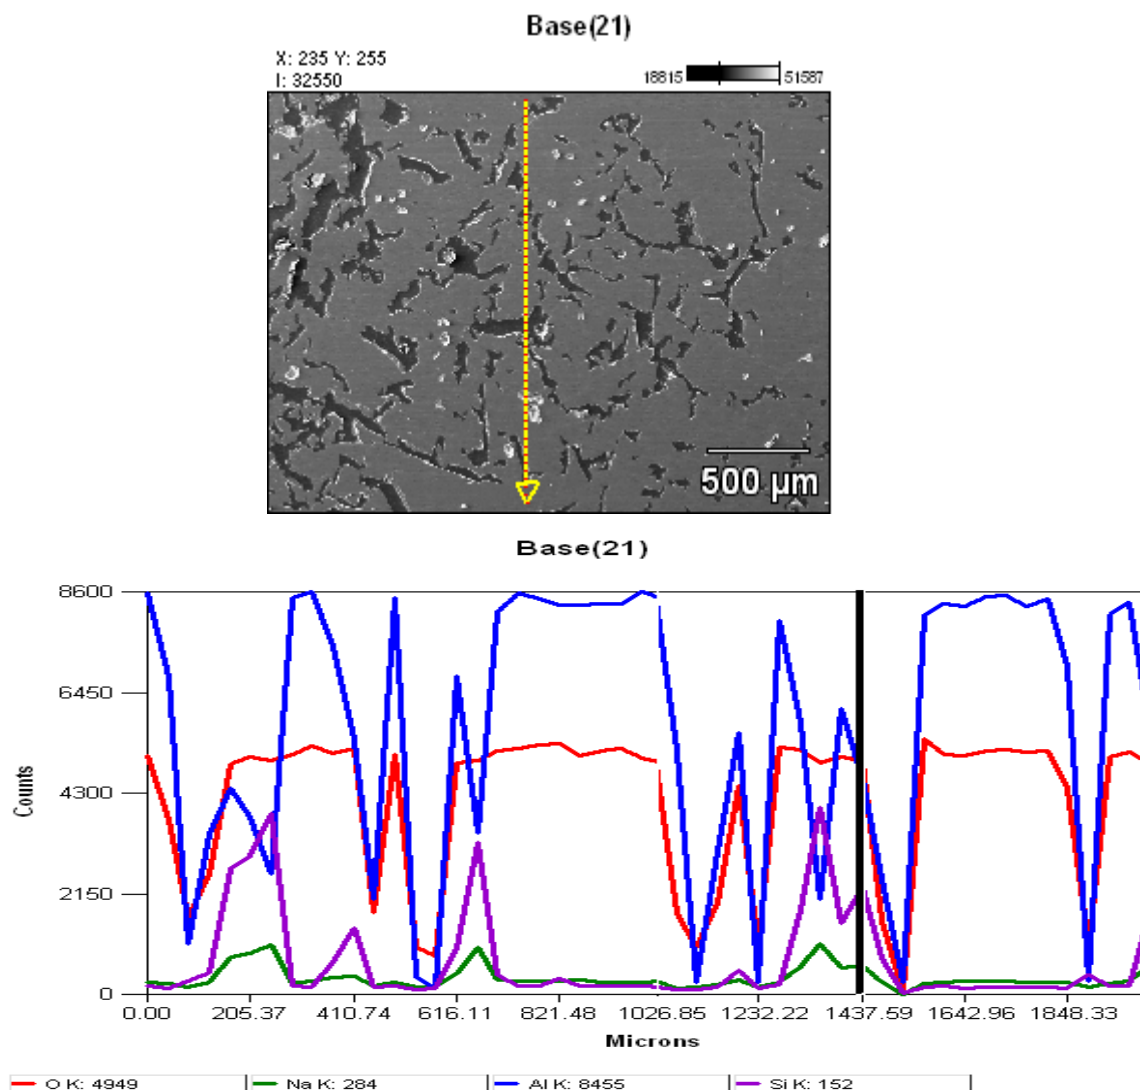 Base(21)
X: 235 Y: 255
I: 32550
18815 51587
500 µm
Base(21)
8600
6450
4300
2150
0
Counts
0.00 205.37 410.74 616.11 821.48 1026.85 1232.22 1437.59 1642.96 1848.33
Microns
O K: 4949 Na K: 284 Al K: 8455 Si K: 152